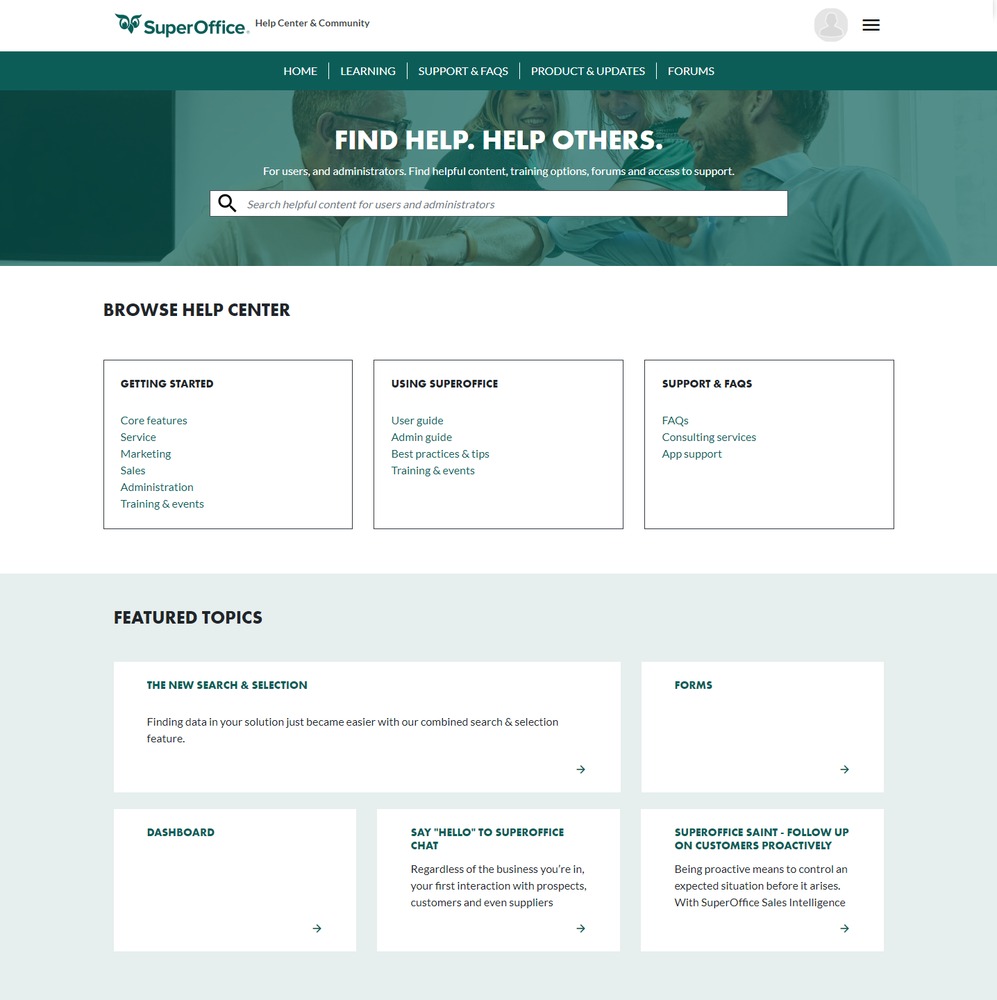 SuperOffice® Help Center & Community
HOME LEARNING SUPPORT & FAQS PRODUCT & UPDATES FORUMS
FIND HELP. HELP OTHERS.
For users, and administrators. Find helpful content, training options, forums and access to support.
Search helpful content for users and administrators
BROWSE HELP CENTER
GETTING STARTED
Core features
Service
Marketing
Sales
Administration
Training & events
USING SUPEROFFICE
User guide
Admin guide
Best practices & tips
Training & events
SUPPORT & FAQS
FAQs
Consulting services
App support
FEATURED TOPICS
THE NEW SEARCH & SELECTION
Finding data in your solution just became easier with our combined search & selection
feature.
FORMS
DASHBOARD
SAY "HELLO" TO SUPEROFFICE
CHAT
Regardless of the business you’re in,
your first interaction with prospects,
customers and even suppliers
SUPEROFFICE SAINT - FOLLOW UP
ON CUSTOMERS PROACTIVELY
Being proactive means to control an
expected situation before it arises.
With SuperOffice Sales Intelligence